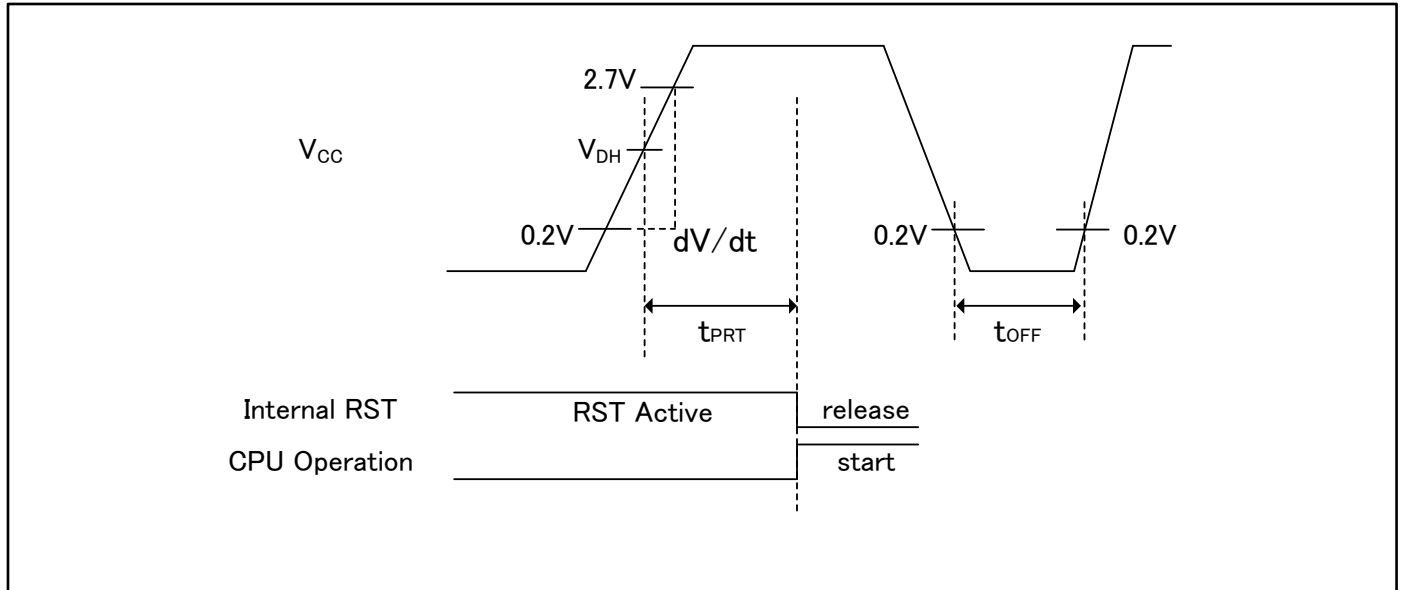 2.7V
VCC
VDH
0.2V
dV/dt
0.2V
0.2V
tPRT
tOFF
Internal RST
RST Active
release
CPU Operation
start